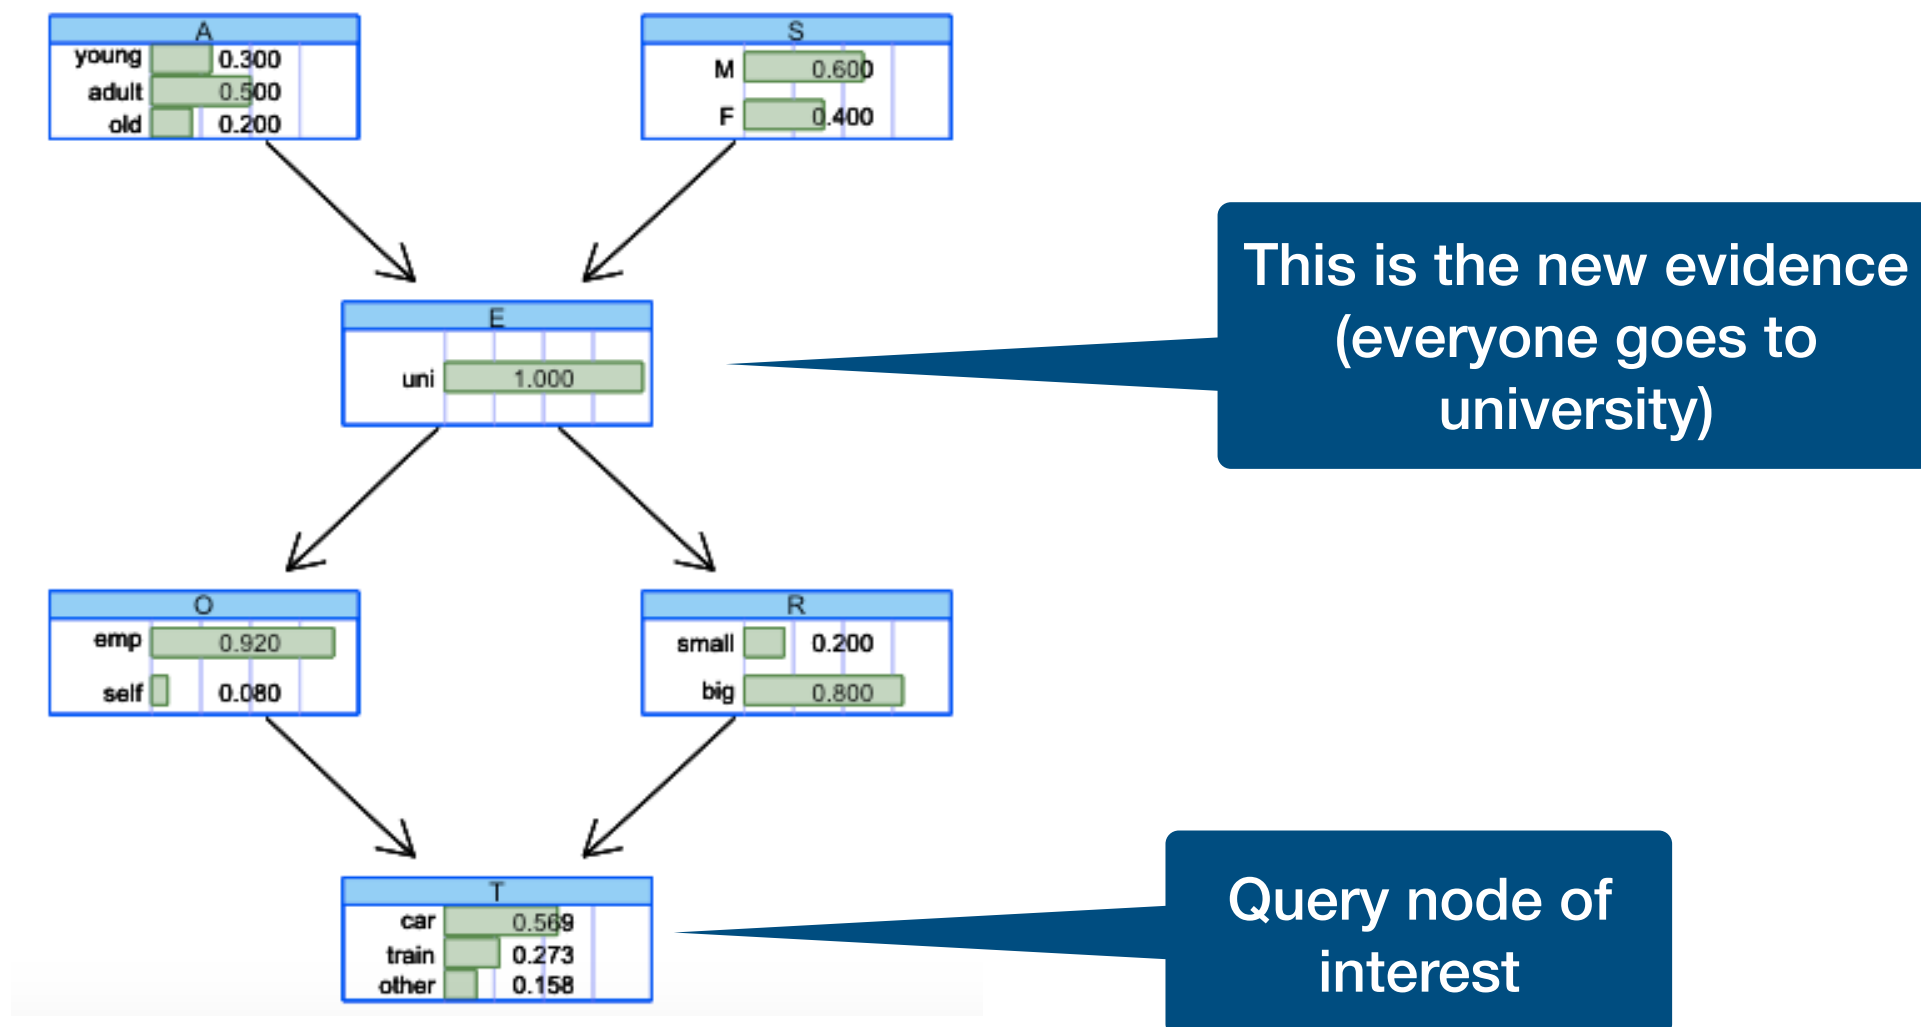 A
young 0.300
adult 0.500
old 0.200
S
M 0.600
F 0.400
This is the new evidence
(everyone goes to
university)
E
uni 1.000
O
emp 0.920
self 0.080
R
small 0.200
big 0.800
T
car 0.569
train 0.273
other 0.158
Query node of
interest